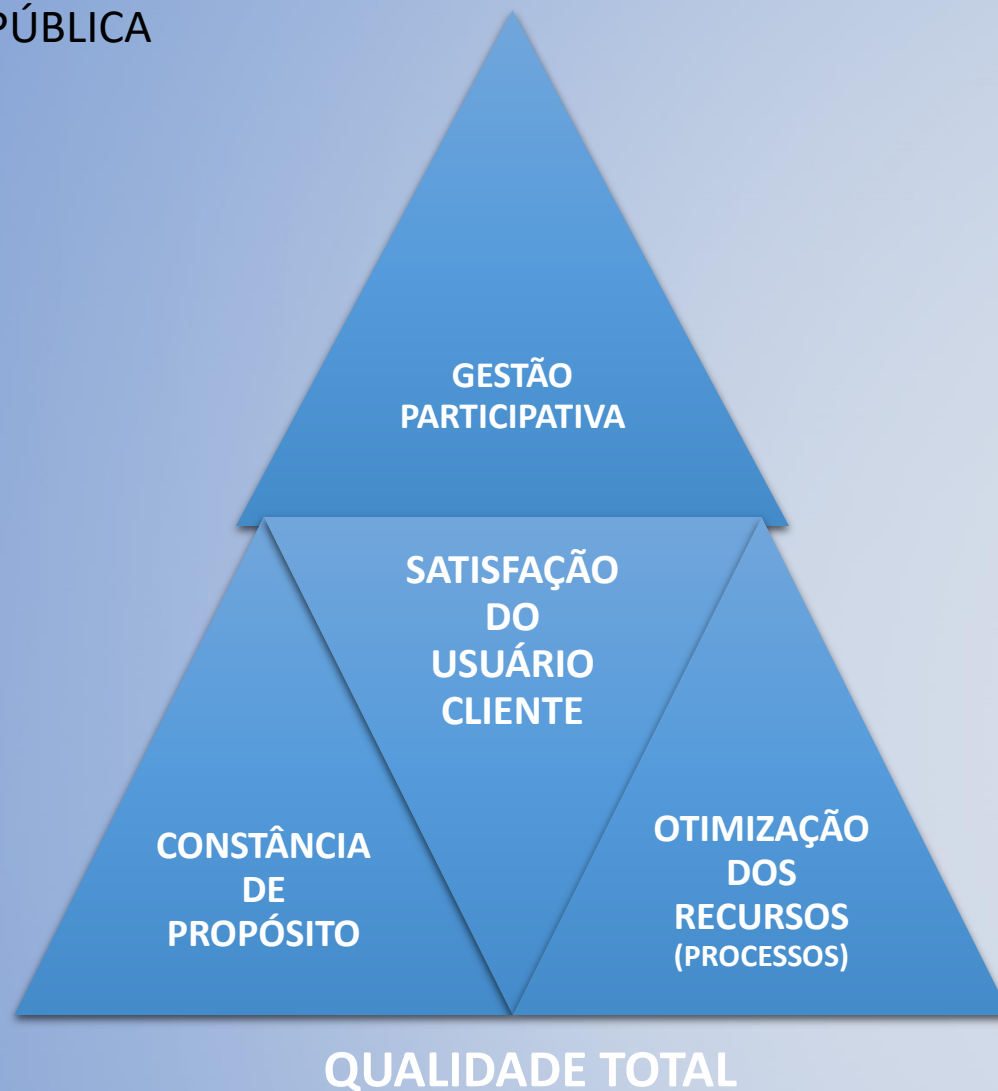 PÚBLICA
GESTÃO
PARTICIPATIVA
SATISFAÇÃO
DO
USUÁRIO
CLIENTE
CONSTÂNCIA
DE
PROPÓSITO
OTIMIZAÇÃO
DOS
RECURSOS
(PROCESSOS)
QUALIDADE TOTAL